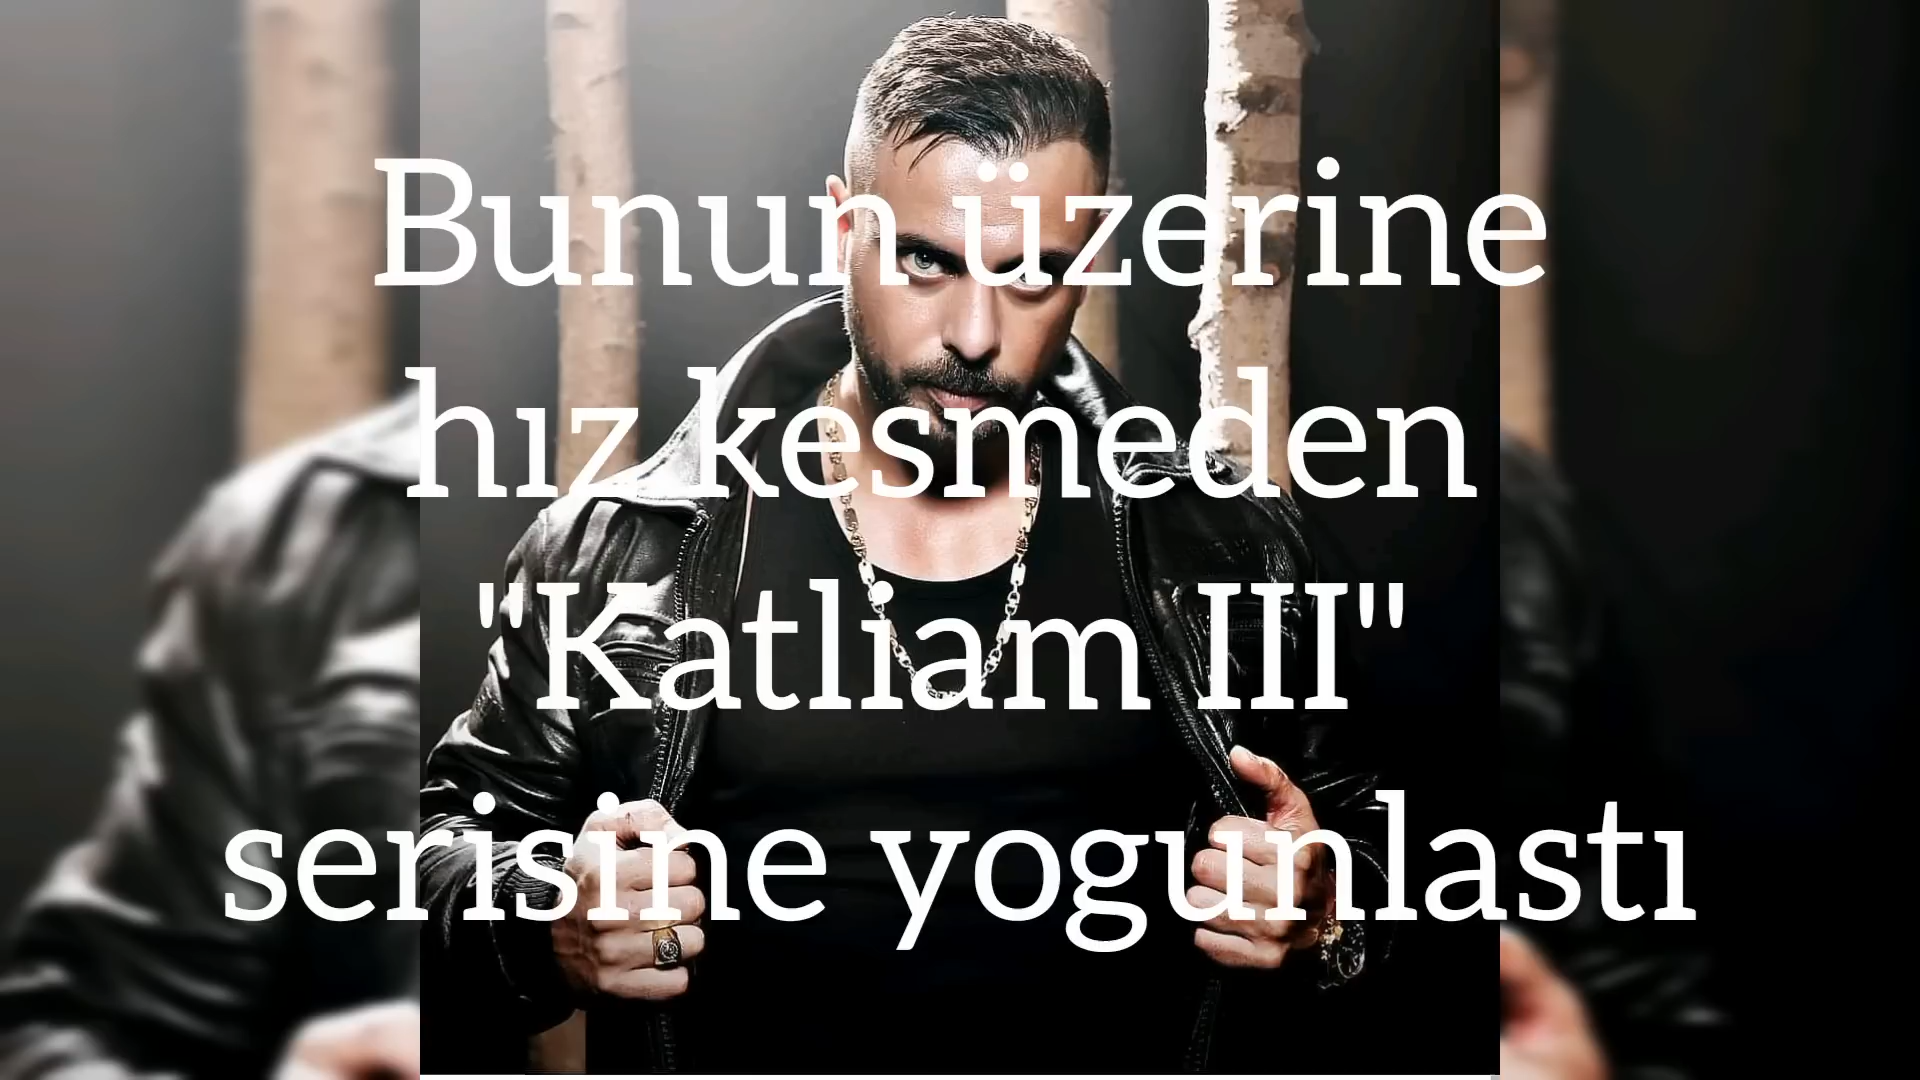 Bunun üzerine
hız kesmeden
"Katliam III"
serisine yogunlastı